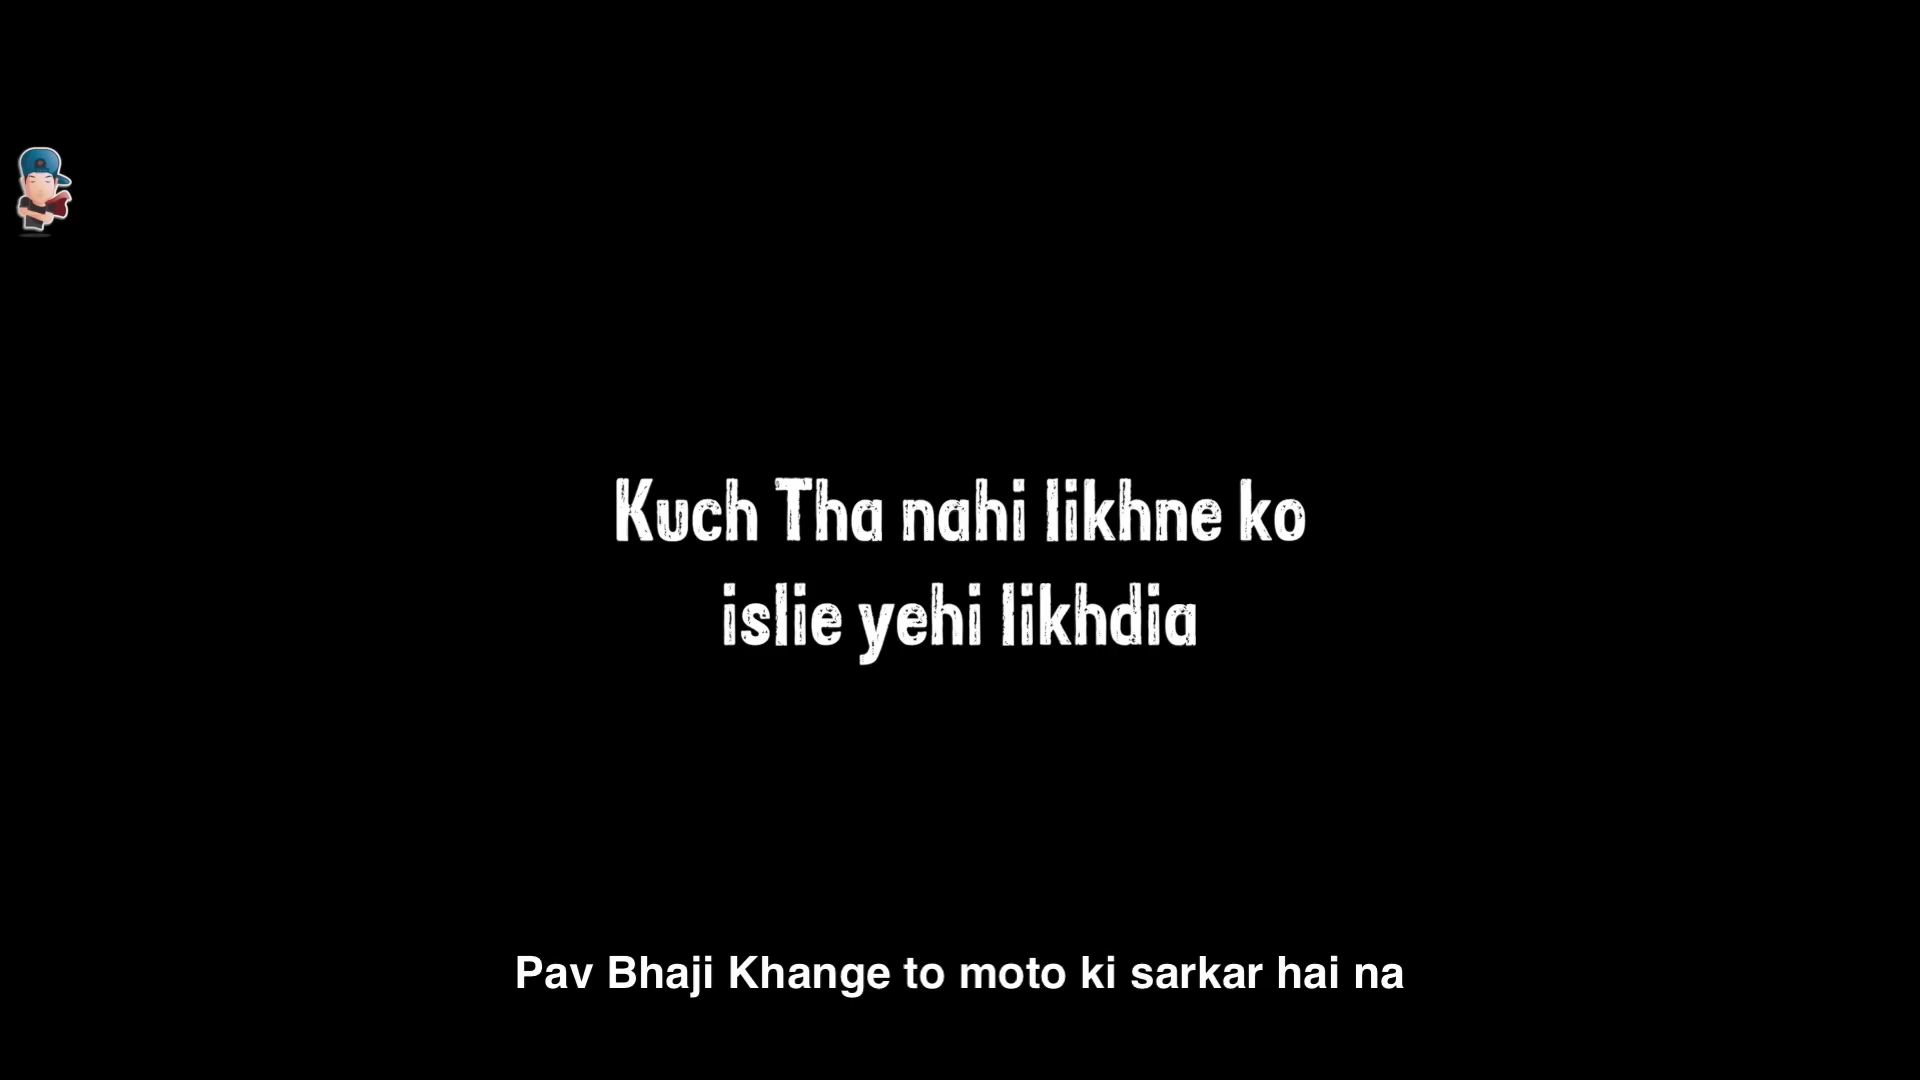 Kuch Tha nahi likhne ko
islie yehi likhdia
Pav Bhaji Khange to moto ki sarkar hai na